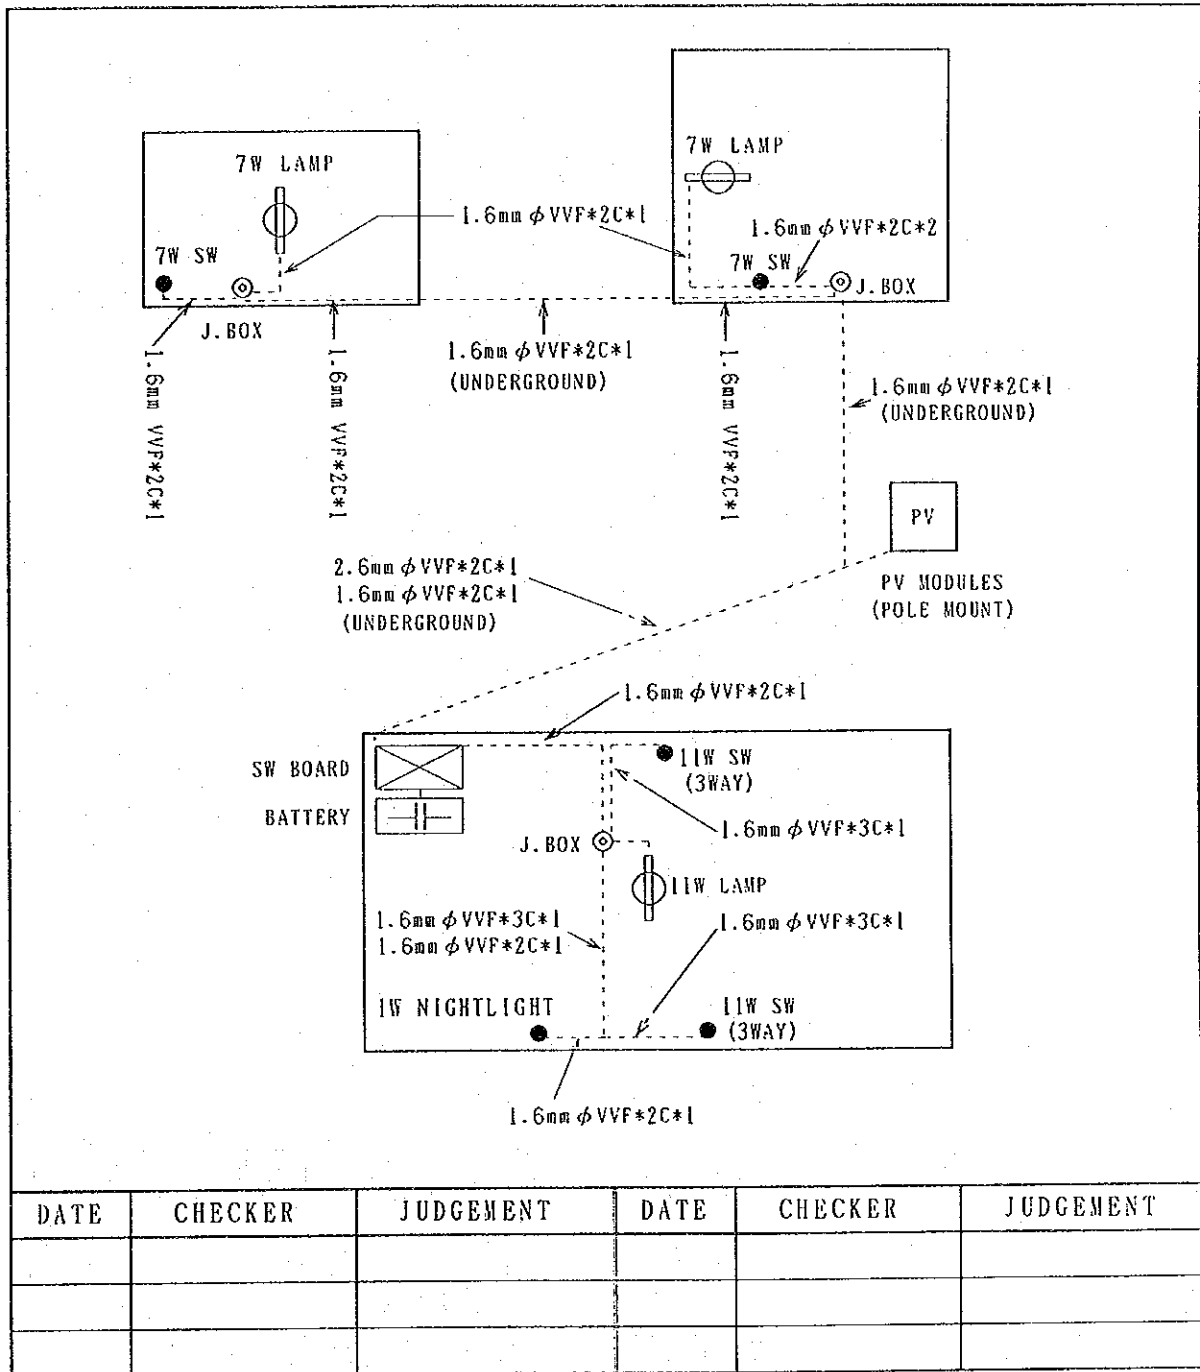 7W LAMP
7W LAMP
1.6mm φ VVF*2C*1
1.6mm φ VVF*2C*2
7W SW
7W SW
J.BOX
J.BOX
1.6mm VVF*2C*1
1.6mm VVF*2C*1
1.6mm φ VVF*2C*1
(UNDERGROUND)
1.6mm VVF*2C*1
1.6mm φ VVF*2C*1
(UNDERGROUND)
PV
2.6mm φ VVF*2C*1
1.6mm φ VVF*2C*1
(UNDERGROUND)
PV MODULES
(POLE MOUNT)
1.6mm φ VVF*2C*1
SW BOARD
11W SW
(3WAY)
BATTERY
1.6mm φ VVF*3C*1
J.BOX
11W LAMP
1.6mm φ VVF*3C*1
1.6mm φ VVF*2C*1
1.6mm φ VVF*3C*1
1W NIGHTLIGHT
11W SW
(3WAY)
1.6mm φ VVF*2C*1
DATE CHECKER JUDGEMENT DATE CHECKER JUDGEMENT